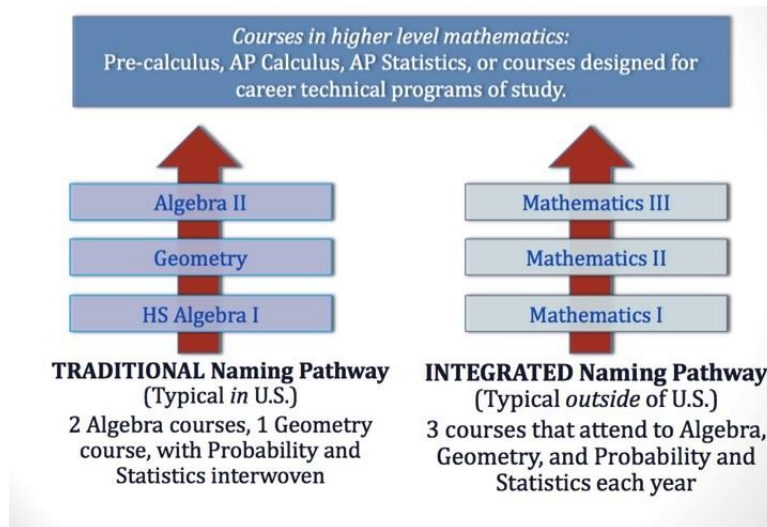 Courses in higher level mathematics:
Pre-calculus, AP Calculus, AP Statistics, or courses designed for
career technical programs of study.
Algebra II
Geometry
HS Algebra I
TRADITIONAL Naming Pathway
(Typical in U.S.)
2 Algebra courses, 1 Geometry
course, with Probability and
Statistics interwoven
Mathematics III
Mathematics II
Mathematics I
INTEGRATED Naming Pathway
(Typical outside of U.S.)
3 courses that attend to Algebra,
Geometry, and Probability and
Statistics each year